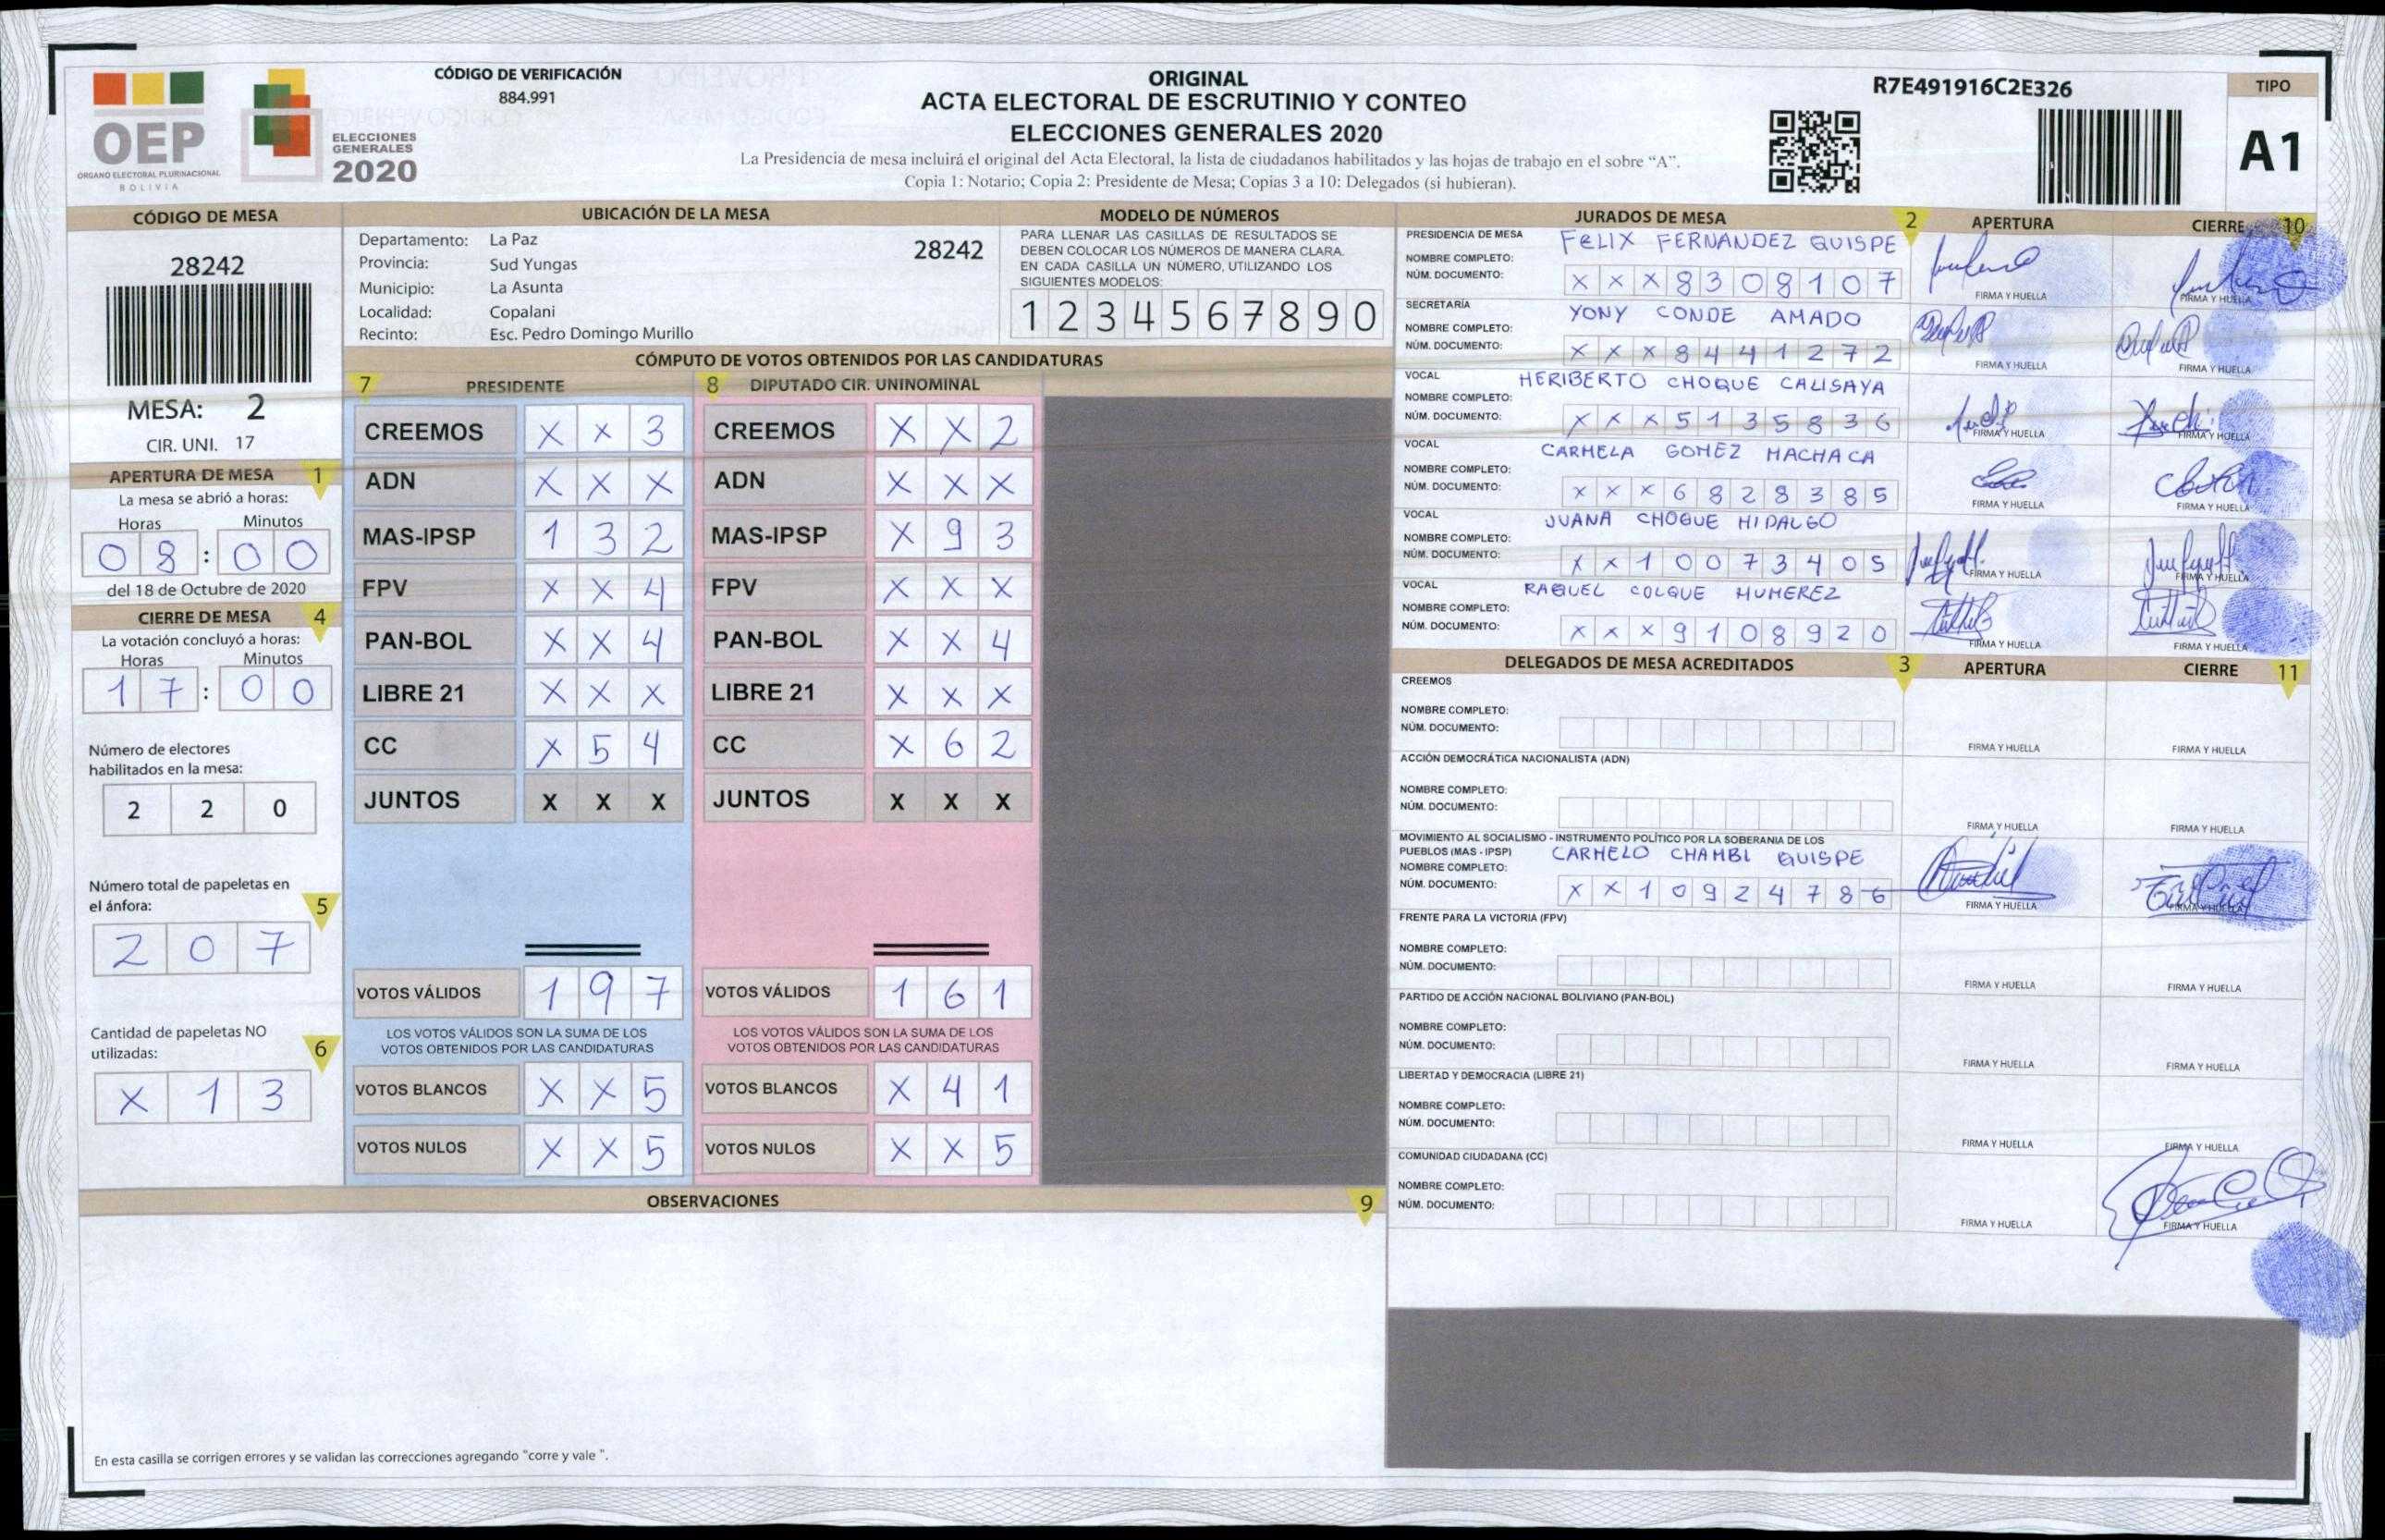 CÓDIGO DE VERIFICACIÓN
884.991
OEP
ÓRGANO ELECTORAL PLURINACIONAL
BOLIVIA
ELECCIONES
GENERALES
2020
ORIGINAL
ACTA ELECTORAL DE ESCRUTINIO Y CONTEO
ELECCIONES GENERALES 2020
La Presidencia de mesa incluirá el original del Acta Electoral, la lista de ciudadanos habilitados y las hojas de trabajo en el sobre “A”.
Copia 1: Notario; Copia 2: Presidente de Mesa; Copias 3 a 10: Delegados (si hubieran).
R7E491916C2E326
TIPO
A1
CÓDIGO DE MESA
28242
MESA: 2
CIR. UNI. 17
APERTURA DE MESA 1
La mesa se abrió a horas:
Horas Minutos
08:00
del 18 de Octubre de 2020
CIERRE DE MESA 4
La votación concluyó a horas:
Horas Minutos
17:00
Número de electores
habilitados en la mesa:
2 2 0
Número total de papeletas en
el ánfora: 5
2 0 7
Cantidad de papeletas NO
utilizadas: 6
X 1 3
UBICACIÓN DE LA MESA
Departamento: La Paz 28242
Provincia: Sud Yungas
Municipio: La Asunta
Localidad: Copalani
Recinto: Esc. Pedro Domingo Murillo
MODELO DE NÚMEROS
PARA LLENAR LAS CASILLAS DE RESULTADOS SE
DEBEN COLOCAR LOS NÚMEROS DE MANERA CLARA.
EN CADA CASILLA UN NÚMERO, UTILIZANDO LOS
SIGUIENTES MODELOS:
1 2 3 4 5 6 7 8 9 0
CÓMPUTO DE VOTOS OBTENIDOS POR LAS CANDIDATURAS
7 PRESIDENTE 8 DIPUTADO CIR. UNINOMINAL
CREEMOS X X 3 CREEMOS X X 2
ADN X X X ADN X X X
MAS-IPSP 1 3 2 MAS-IPSP X 9 3
FPV X X 4 FPV X X X
PAN-BOL X X 4 PAN-BOL X X 4
LIBRE 21 X X X LIBRE 21 X X X
CC X 5 4 CC X 6 2
JUNTOS X X X JUNTOS X X X
VOTOS VÁLIDOS 1 9 7 VOTOS VÁLIDOS 1 6 1
LOS VOTOS VÁLIDOS SON LA SUMA DE LOS LOS VOTOS VÁLIDOS SON LA SUMA DE LOS
VOTOS OBTENIDOS POR LAS CANDIDATURAS VOTOS OBTENIDOS POR LAS CANDIDATURAS
VOTOS BLANCOS X X 5 VOTOS BLANCOS X 4 1
VOTOS NULOS X X 5 VOTOS NULOS X X 5
OBSERVACIONES 9
En esta casilla se corrigen errores y se validan las correcciones agregando "corre y vale ".
JURADOS DE MESA 2 APERTURA CIERRE 10
PRESIDENCIA DE MESA FELIX FERNANDEZ QUISPE
NOMBRE COMPLETO:
NÚM. DOCUMENTO: X X X 8 3 0 8 1 0 7
FIRMA Y HUELLA FIRMA Y HUELLA
SECRETARÍA YONY CONDE AMADO
NOMBRE COMPLETO:
NÚM. DOCUMENTO: X X X 8 4 4 1 2 7 2
FIRMA Y HUELLA FIRMA Y HUELLA
VOCAL HERIBERTO CHOQUE CALISAYA
NOMBRE COMPLETO:
NÚM. DOCUMENTO: X X X 5 1 3 5 8 3 6
FIRMA Y HUELLA FIRMA Y HUELLA
VOCAL CARMELA GOMEZ MACHACA
NOMBRE COMPLETO:
NÚM. DOCUMENTO: X X X 6 8 2 8 3 8 5
FIRMA Y HUELLA FIRMA Y HUELLA
VOCAL JUANA CHOQUE HIDALGO
NOMBRE COMPLETO:
NÚM. DOCUMENTO: X X 1 0 0 7 3 4 0 5
FIRMA Y HUELLA FIRMA Y HUELLA
VOCAL RAQUEL COLQUE HUMEREZ
NOMBRE COMPLETO:
NÚM. DOCUMENTO: X X X 9 1 0 8 9 2 0
FIRMA Y HUELLA FIRMA Y HUELLA
DELEGADOS DE MESA ACREDITADOS 3 APERTURA CIERRE 11
CREEMOS
NOMBRE COMPLETO:
NÚM. DOCUMENTO:
FIRMA Y HUELLA FIRMA Y HUELLA
ACCIÓN DEMOCRÁTICA NACIONALISTA (ADN)
NOMBRE COMPLETO:
NÚM. DOCUMENTO:
FIRMA Y HUELLA FIRMA Y HUELLA
MOVIMIENTO AL SOCIALISMO - INSTRUMENTO POLÍTICO POR LA SOBERANIA DE LOS
PUEBLOS (MAS - IPSP) CARMELO CHAMBI QUISPE
NOMBRE COMPLETO:
NÚM. DOCUMENTO: X X 1 0 9 2 4 7 8 6
FIRMA Y HUELLA FIRMA Y HUELLA
FRENTE PARA LA VICTORIA (FPV)
NOMBRE COMPLETO:
NÚM. DOCUMENTO:
FIRMA Y HUELLA FIRMA Y HUELLA
PARTIDO DE ACCIÓN NACIONAL BOLIVIANO (PAN-BOL)
NOMBRE COMPLETO:
NÚM. DOCUMENTO:
FIRMA Y HUELLA FIRMA Y HUELLA
LIBERTAD Y DEMOCRACIA (LIBRE 21)
NOMBRE COMPLETO:
NÚM. DOCUMENTO:
FIRMA Y HUELLA FIRMA Y HUELLA
COMUNIDAD CIUDADANA (CC)
NOMBRE COMPLETO:
NÚM. DOCUMENTO:
FIRMA Y HUELLA FIRMA Y HUELLA